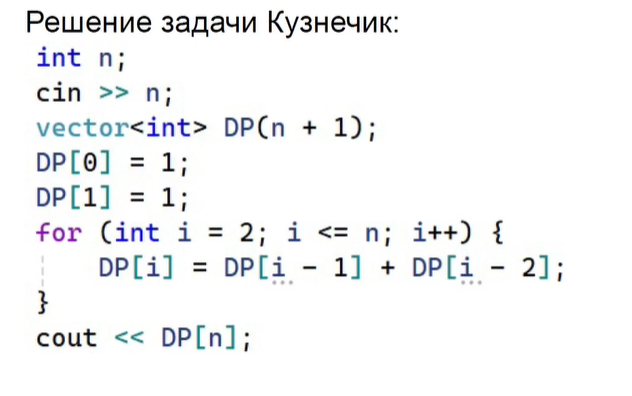 Решение задачи Кузнечик:
int n;
cin >> n;
vector<int> DP(n + 1);
DP[0] = 1;
DP[1] = 1;
for (int i = 2; i <= n; i++) {
    DP[i] = DP[i - 1] + DP[i - 2];
}
cout << DP[n];